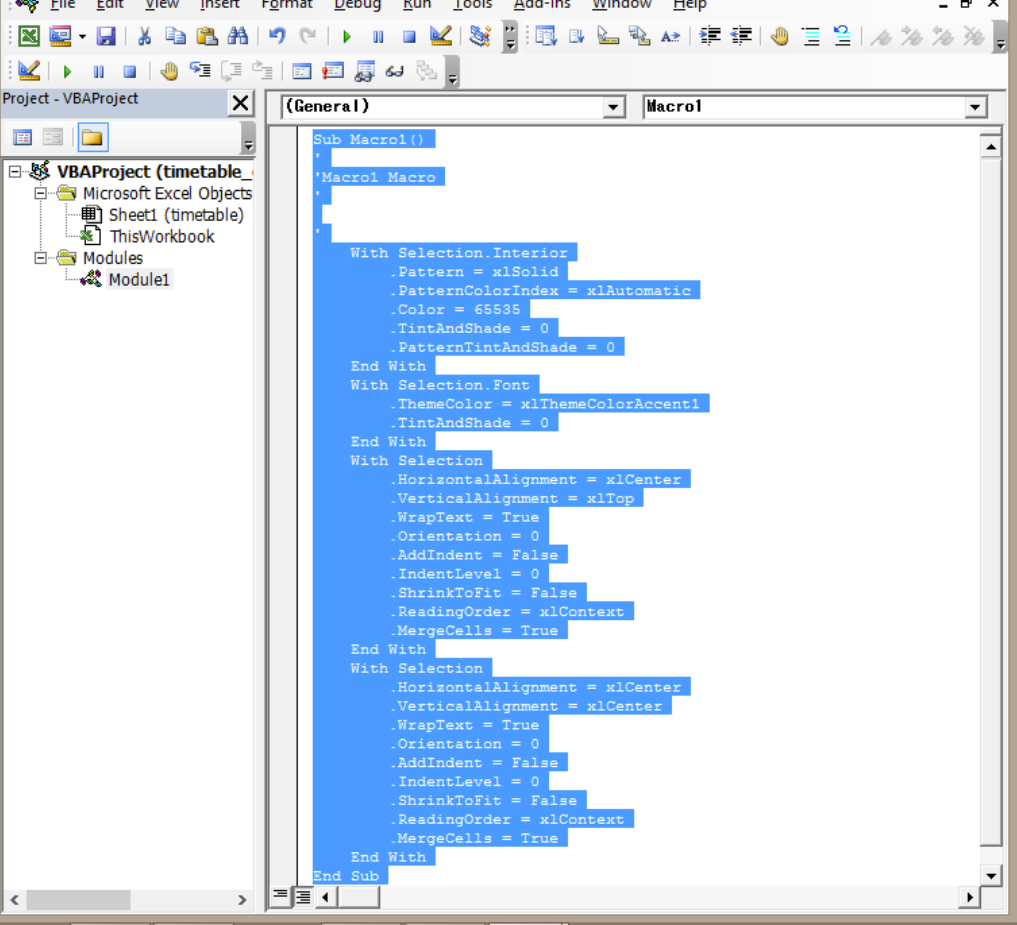 File Edit View Insert Format Debug Run Tools Add-Ins Window Help
Project - VBAProject
(General) Macro1
VBAProject (timetable_
Microsoft Excel Objects
Sheet1 (timetable)
ThisWorkbook
Modules
Module1
Sub Macro1()
'
'Macro1 Macro
'

'
    With Selection.Interior
        .Pattern = xlSolid
        .PatternColorIndex = xlAutomatic
        .Color = 65535
        .TintAndShade = 0
        .PatternTintAndShade = 0
    End With
    With Selection.Font
        .ThemeColor = xlThemeColorAccent1
        .TintAndShade = 0
    End With
    With Selection
        .HorizontalAlignment = xlCenter
        .VerticalAlignment = xlTop
        .WrapText = True
        .Orientation = 0
        .AddIndent = False
        .IndentLevel = 0
        .ShrinkToFit = False
        .ReadingOrder = xlContext
        .MergeCells = True
    End With
    With Selection
        .HorizontalAlignment = xlCenter
        .VerticalAlignment = xlCenter
        .WrapText = True
        .Orientation = 0
        .AddIndent = False
        .IndentLevel = 0
        .ShrinkToFit = False
        .ReadingOrder = xlContext
        .MergeCells = True
    End With
End Sub